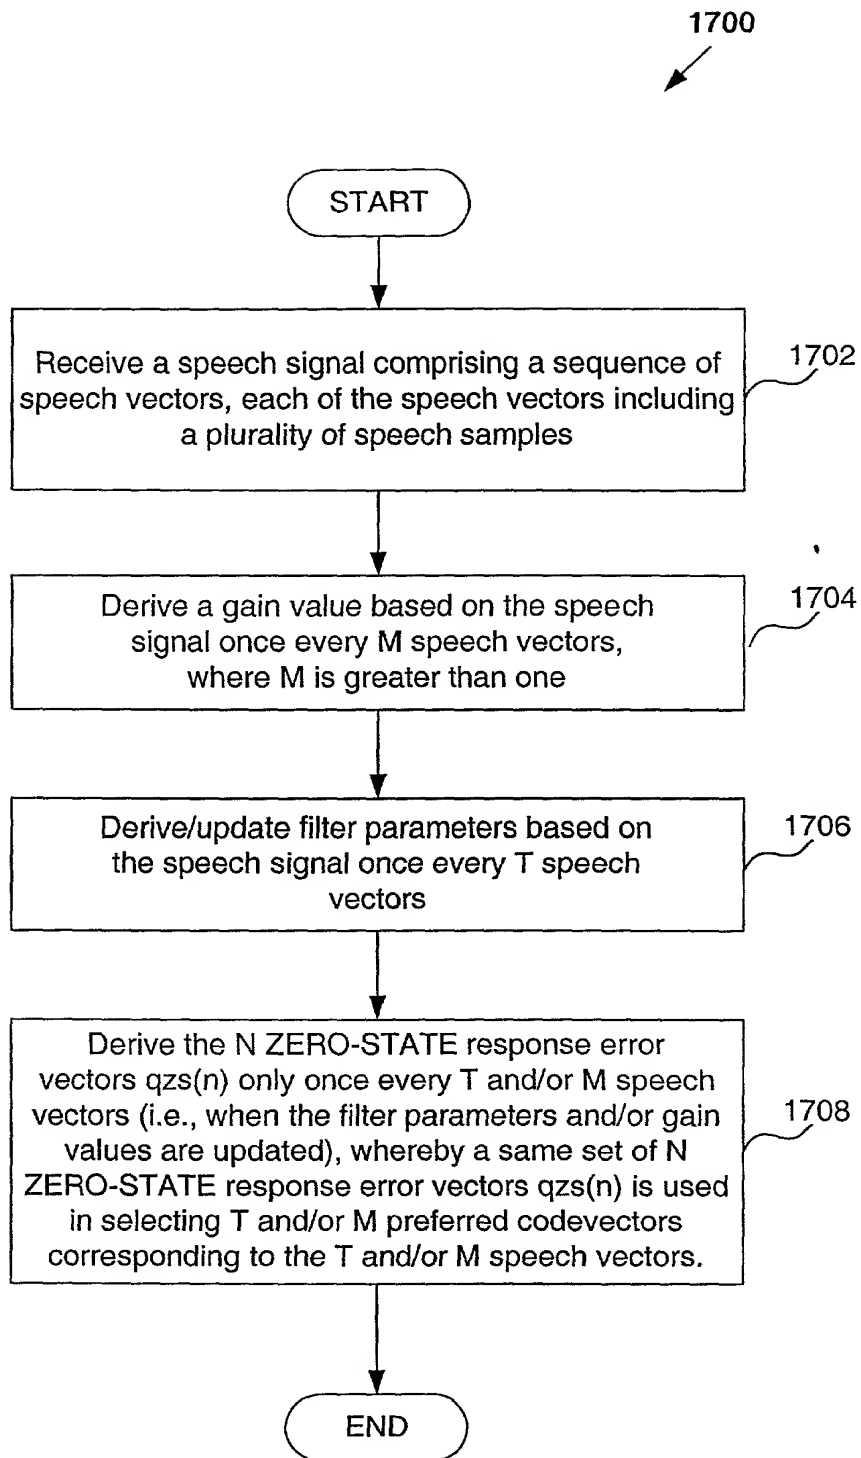 1700
START
Receive a speech signal comprising a sequence of
speech vectors, each of the speech vectors including
a plurality of speech samples
1702
Derive a gain value based on the speech
signal once every M speech vectors,
where M is greater than one
1704
Derive/update filter parameters based on
the speech signal once every T speech
vectors
1706
Derive the N ZERO-STATE response error
vectors qzs(n) only once every T and/or M speech
vectors (i.e., when the filter parameters and/or gain
values are updated), whereby a same set of N
ZERO-STATE response error vectors qzs(n) is used
in selecting T and/or M preferred codevectors
corresponding to the T and/or M speech vectors.
1708
END